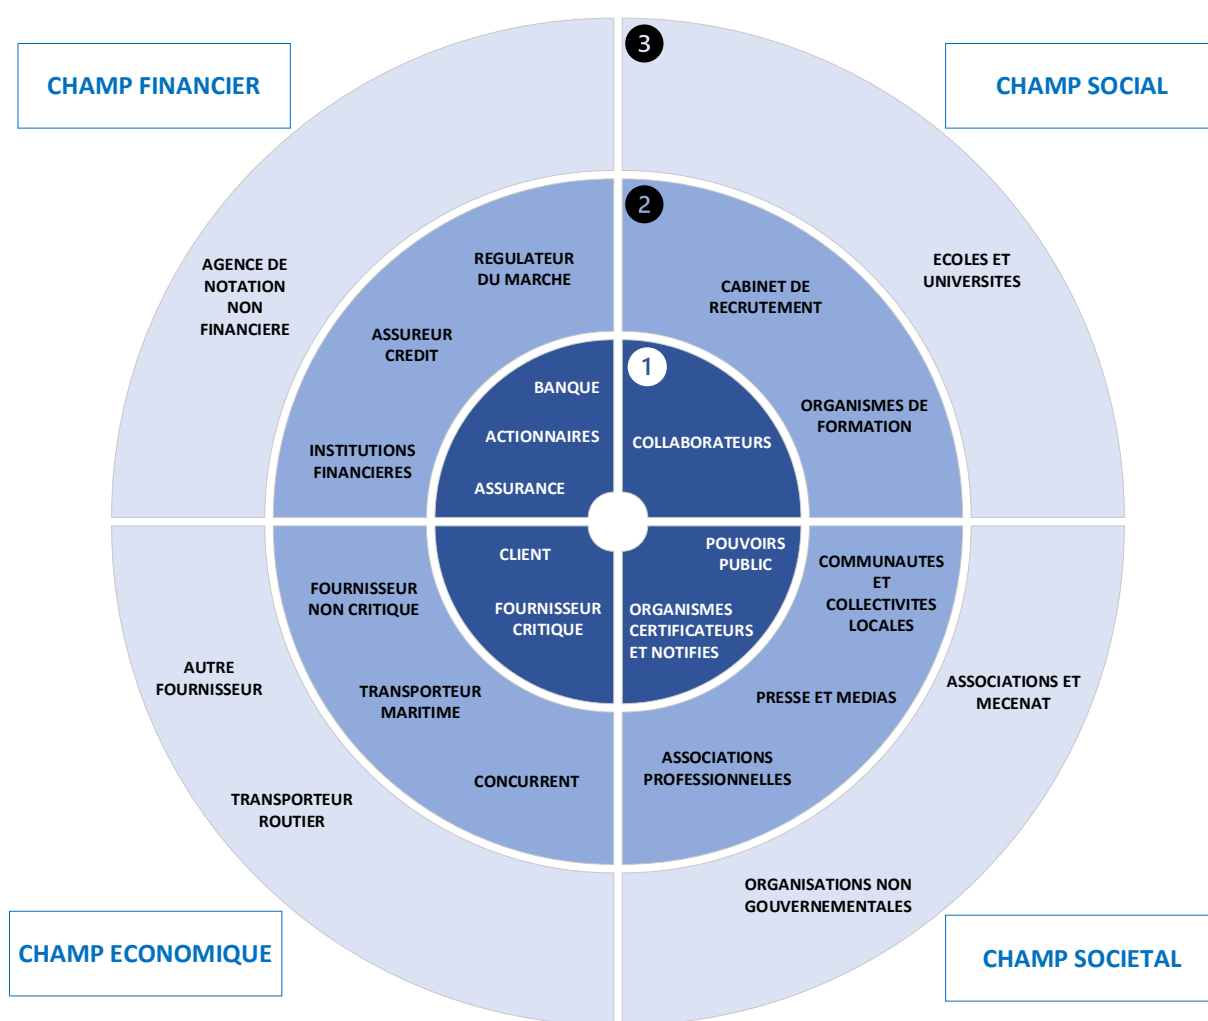 CHAMP FINANCIER
3
CHAMP SOCIAL
2
AGENCE DE
NOTATION
NON
FINANCIERE
REGULATEUR
DU MARCHE
ASSUREUR
CREDIT
INSTITUTIONS
FINANCIERES
CABINET DE
RECRUTEMENT
ORGANISMES DE
FORMATION
ECOLES ET
UNIVERSITES
1
BANQUE
ACTIONNAIRES
ASSURANCE
COLLABORATEURS
CLIENT
FOURNISSEUR
CRITIQUE
POUVOIRS
PUBLIC
ORGANISMES
CERTIFICATEURS
ET NOTIFIES
FOURNISSEUR
NON CRITIQUE
TRANSPORTEUR
MARITIME
CONCURRENT
COMMUNAUTES
ET
COLLECTIVITES
LOCALES
PRESSE ET MEDIAS
ASSOCIATIONS
PROFESSIONNELLES
AUTRE
FOURNISSEUR
TRANSPORTEUR
ROUTIER
ASSOCIATIONS ET
MECENAT
ORGANISATIONS NON
GOUVERNEMENTALES
CHAMP ECONOMIQUE
CHAMP SOCIETAL